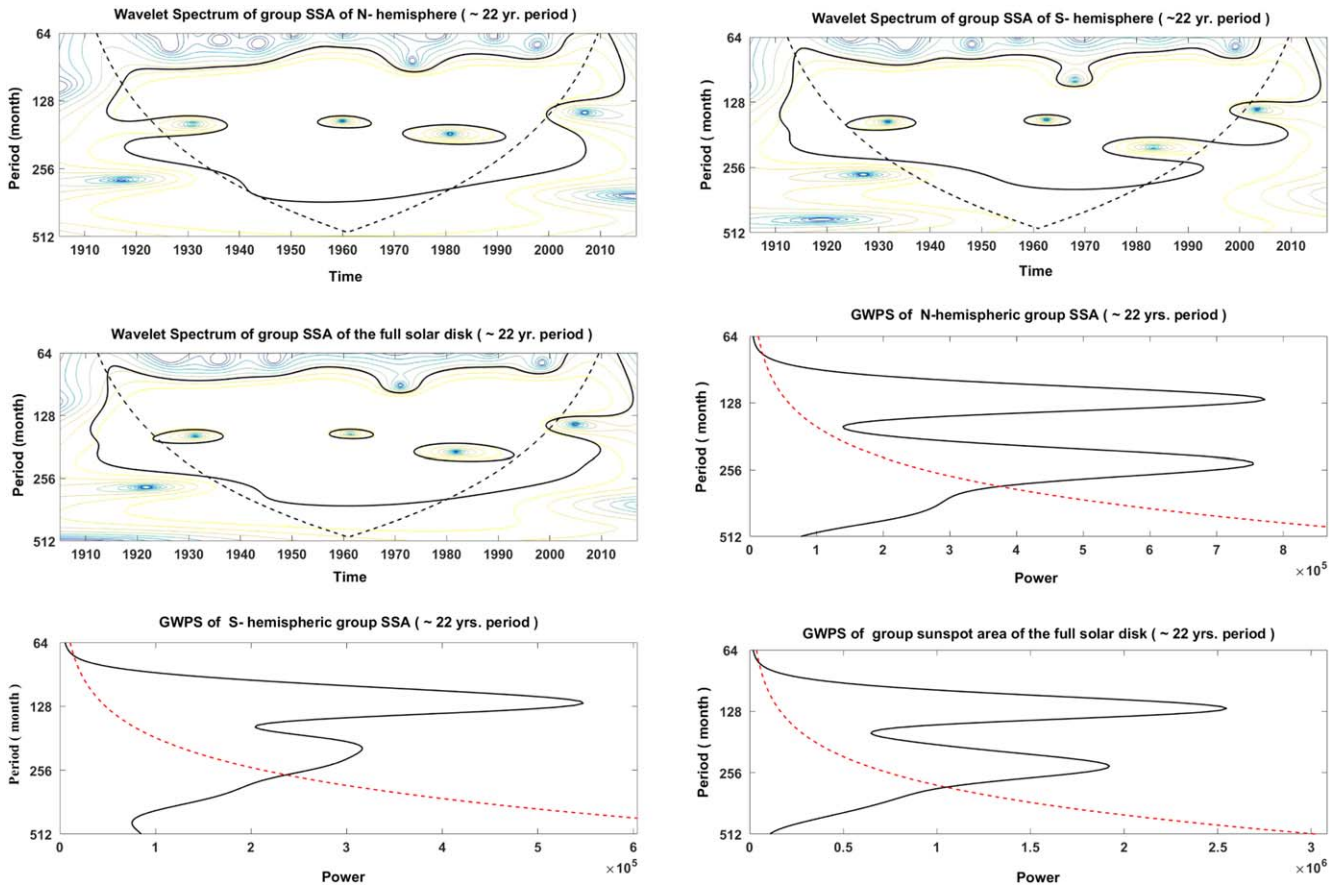 Wavelet Spectrum of group SSA of N- hemisphere ( ~ 22 yr. period )
64
128
256
512
Period (month)
1910 1920 1930 1940 1950 1960 1970 1980 1990 2000 2010
Time
Wavelet Spectrum of group SSA of S- hemisphere ( ~22 yr. period )
64
128
256
512
Period ( month )
1910 1920 1930 1940 1950 1960 1970 1980 1990 2000 2010
Time
Wavelet Spectrum of group SSA of the full solar disk ( ~ 22 yr. period )
64
128
256
512
Period (month)
1910 1920 1930 1940 1950 1960 1970 1980 1990 2000 2010
Time
GWPS of N-hemispheric group SSA ( ~ 22 yrs. period )
64
128
256
512
Period ( month )
0 1 2 3 4 5 6 7 8
×10^5
Power
GWPS of S- hemispheric group SSA ( ~ 22 yrs. period )
64
128
256
512
Period ( month )
0 1 2 3 4 5 6
×10^5
Power
GWPS of group sunspot area of the full solar disk ( ~ 22 yrs. period )
64
128
256
512
Period ( month )
0 0.5 1 1.5 2 2.5 3
×10^6
Power